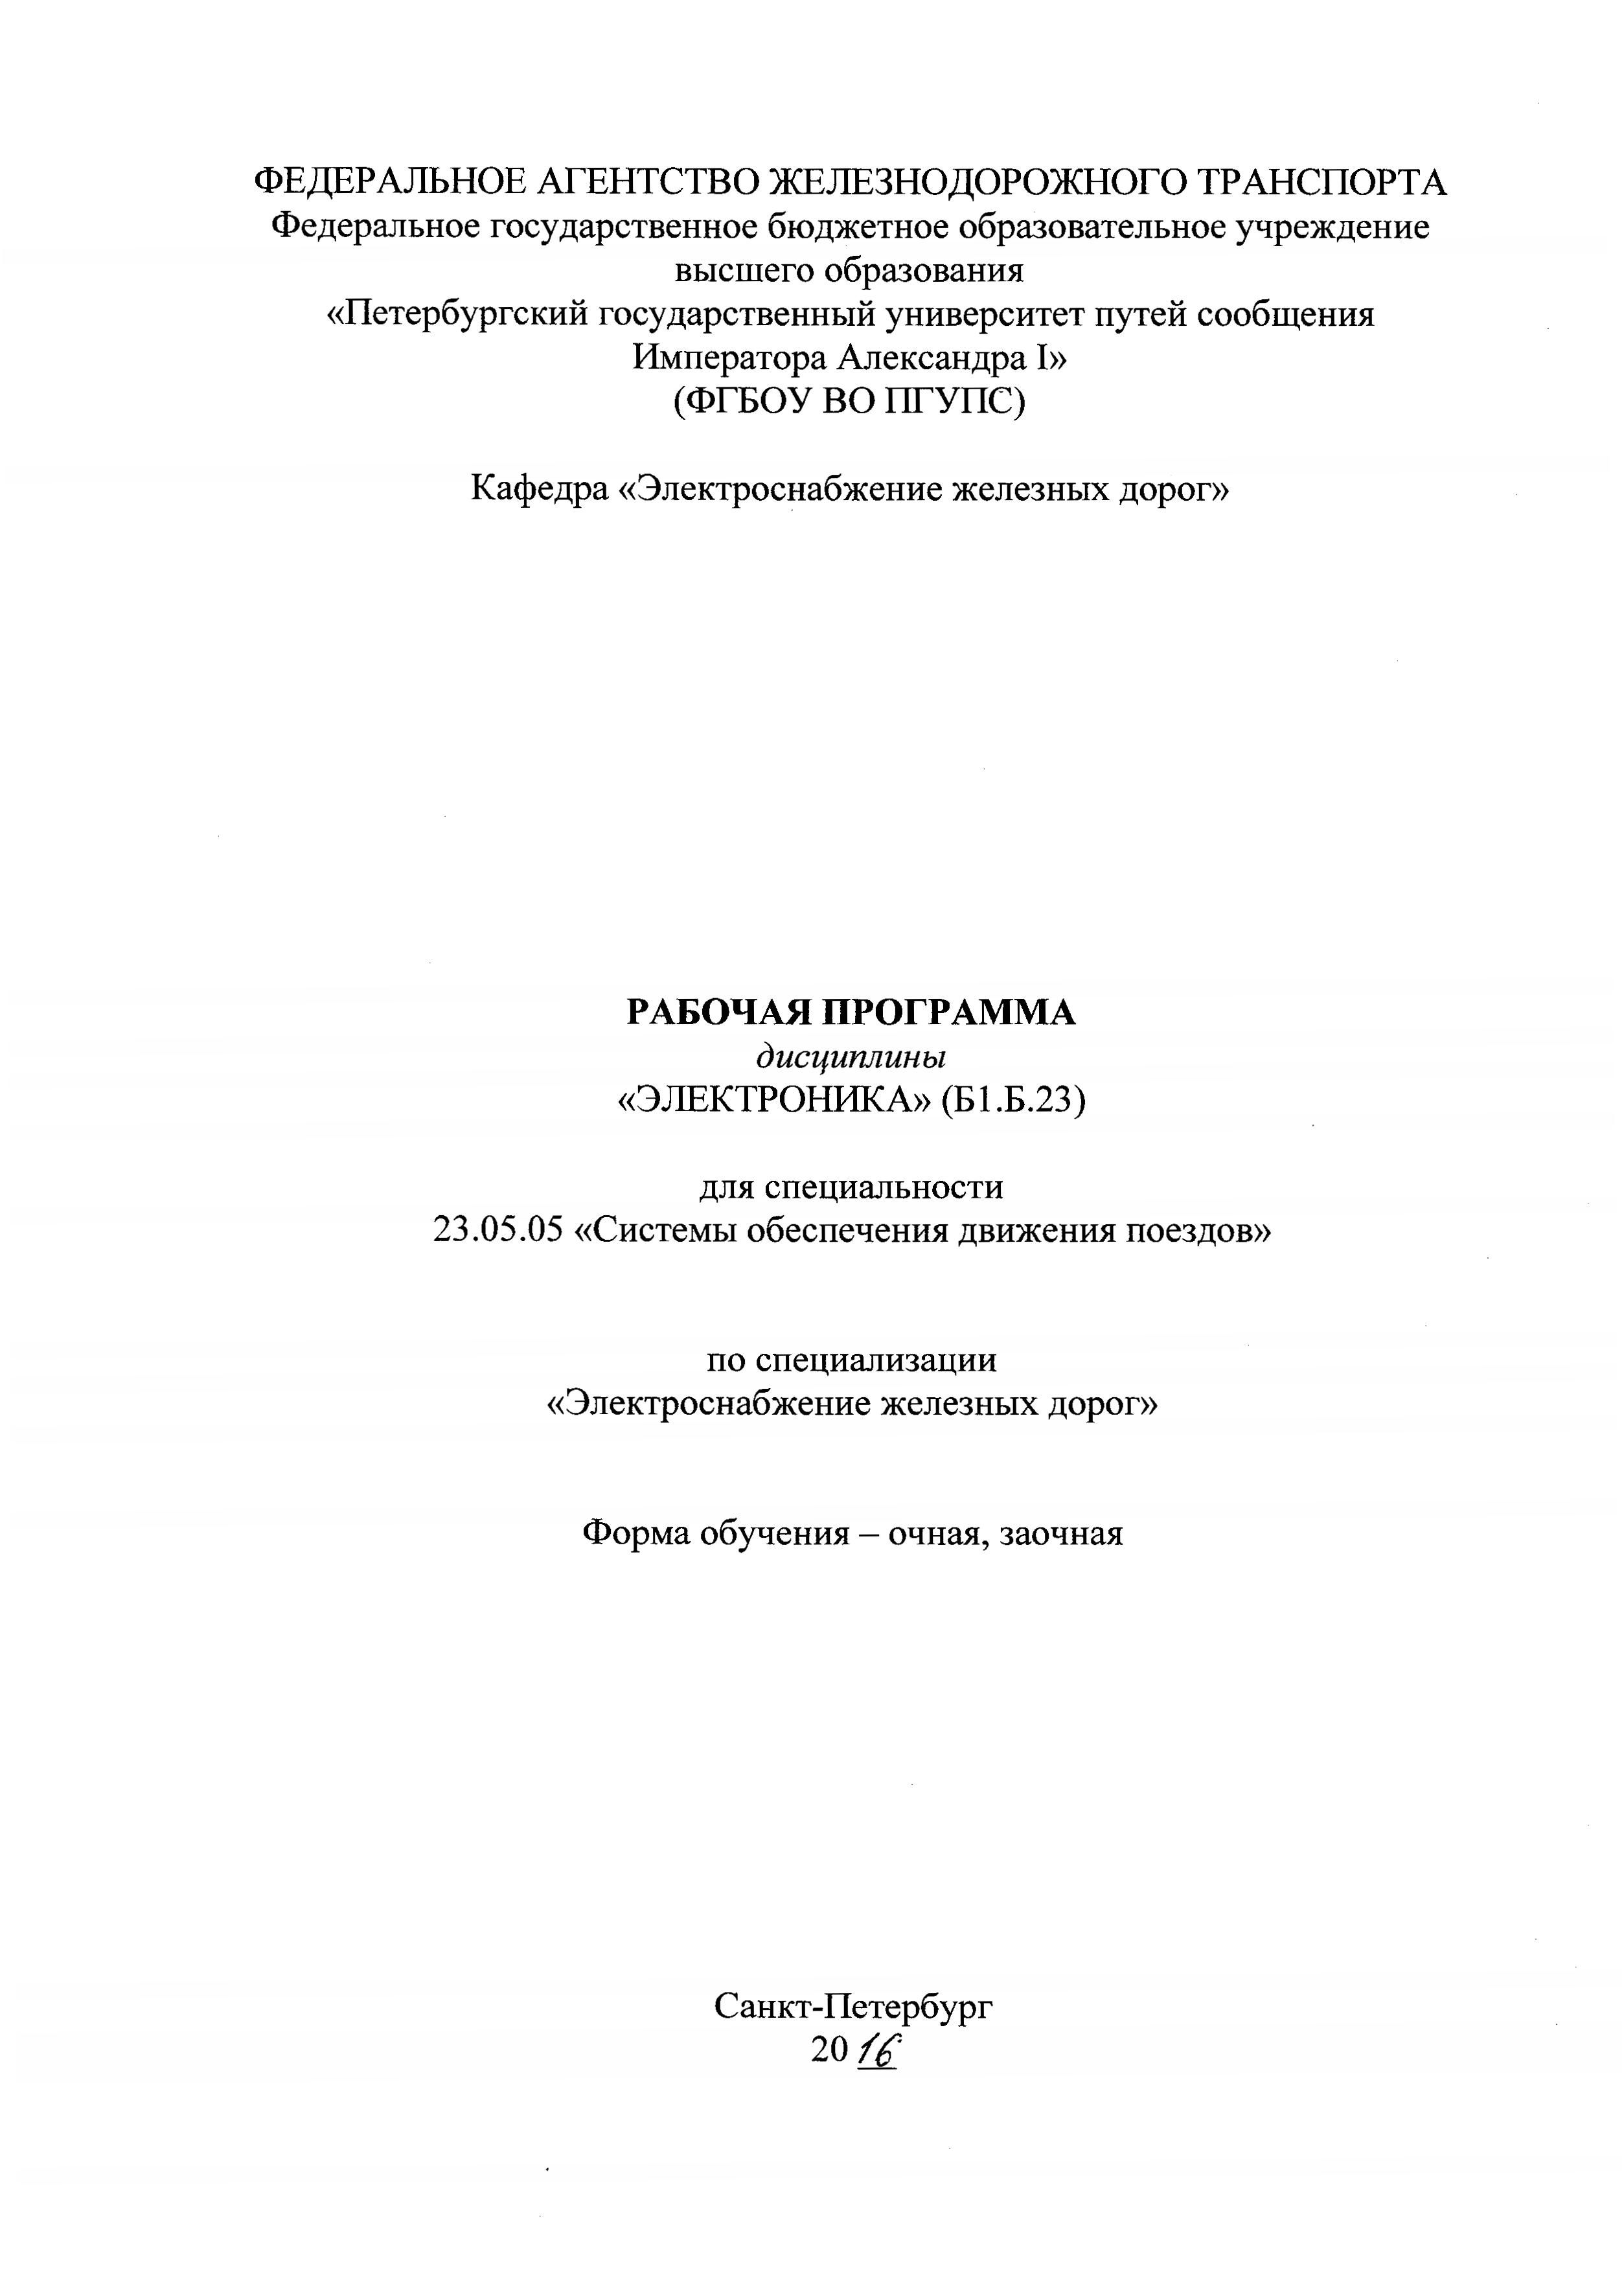 ФЕДЕРАЛЬНОЕ АГЕНТСТВО ЖЕЛЕЗНОДОРОЖНОГО ТРАНСПОРТА
Федеральное государственное бюджетное образовательное учреждение
высшего образования
«Петербургский государственный университет путей сообщения
Императора Александра I»
(ФГБОУ ВО ПГУПС)
Кафедра «Электроснабжение железных дорог»
РАБОЧАЯ ПРОГРАММА
дисциплины
«ЭЛЕКТРОНИКА» (Б1.Б.23)
для специальности
23.05.05 «Системы обеспечения движения поездов»
по специализации
«Электроснабжение железных дорог»
Форма обучения – очная, заочная
Санкт-Петербург
20 16